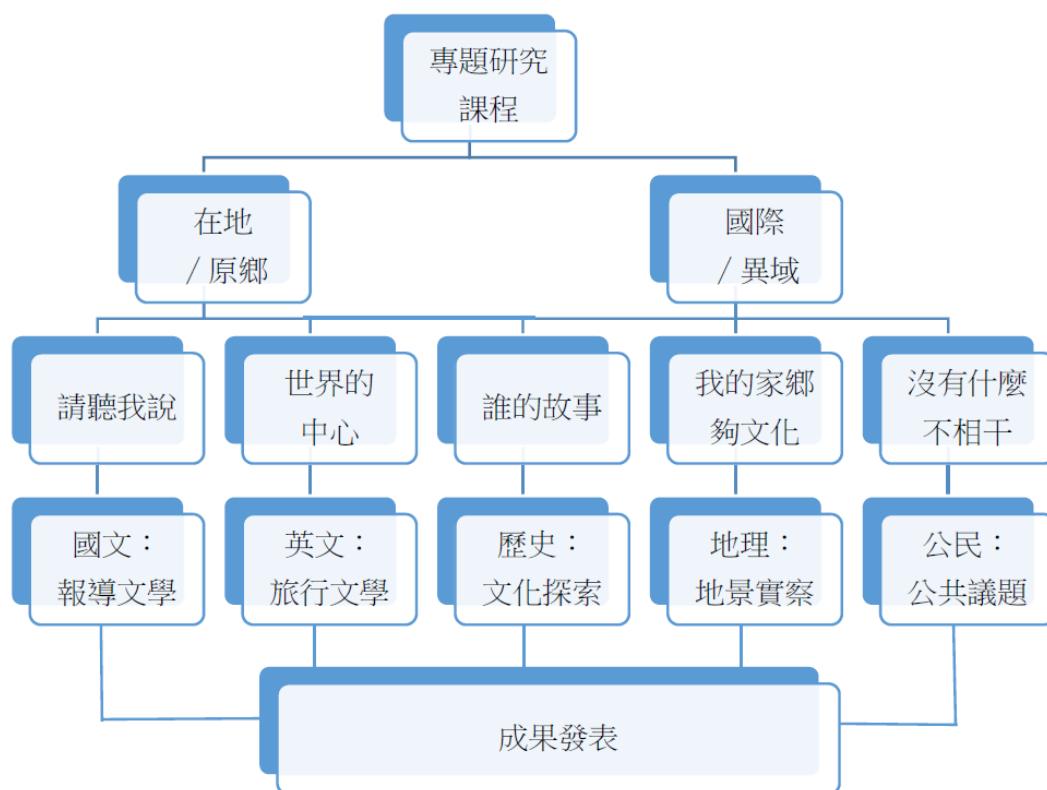 專題研究
課程
在地
/原鄉
國際
/異域
請聽我說
世界的
中心
誰的故事
我的家鄉
夠文化
沒有什麼
不相干
國文：
報導文學
英文：
旅行文學
歷史：
文化探索
地理：
地景實察
公民：
公共議題
成果發表